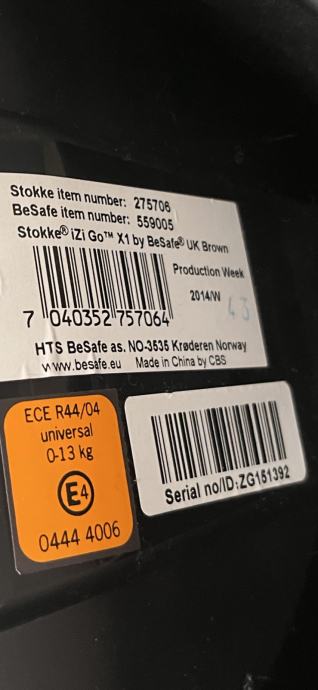 Stokke item number: 275706
BeSafe item number: 559005
Stokke® iZi Go™ X1 by BeSafe® UK Brown
Production Week
2014/W 43
7 040352 757064
HTS BeSafe as. NO-3535 Krøderen Norway
www.besafe.eu Made in China by CBS
ECE R44/04
universal
0-13 kg
E4
0444 4006
Serial no/ID:ZG151392